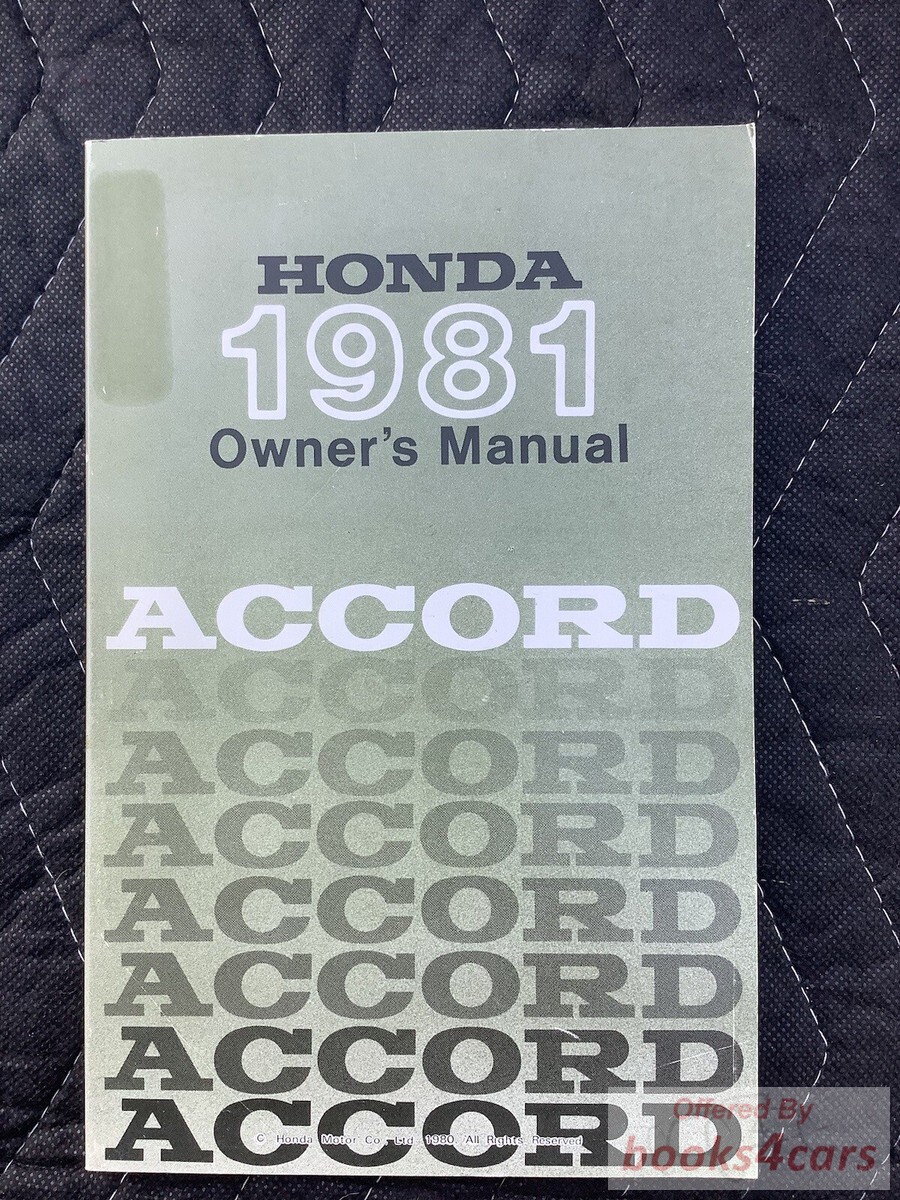 HONDA
1981
Owner's Manual
ACCORD
ACCORD
ACCORD
ACCORD
ACCORD
ACCORD
ACCORD
ACCORD
© Honda Motor Co., Ltd. 1980. All Rights Reserved
Offered By
books4cars